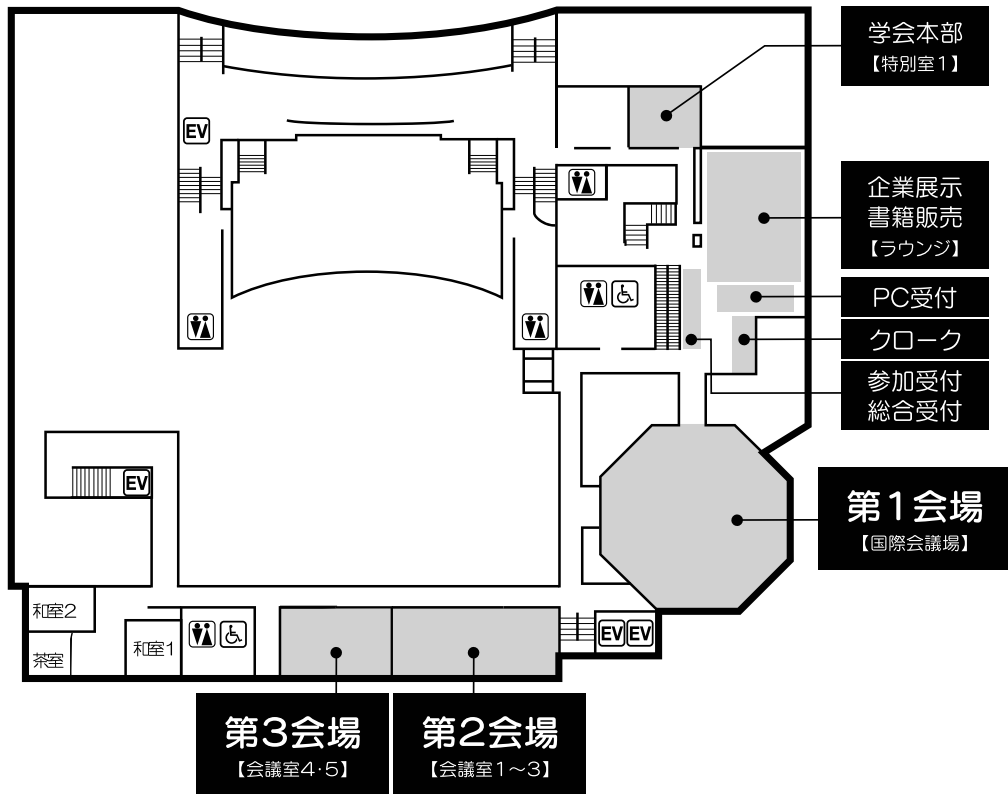 学会本部
【特別室1】
EV
企業展示
書籍販売
【ラウンジ】
PC受付
クローク
参加受付
総合受付
EV
第1会場
【国際会議場】
和室2
和室1
茶室
EV EV
第3会場
【会議室4・5】
第2会場
【会議室1〜3】